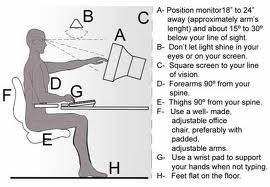 B
C
A
D
G
F
E
H
A- Position monitor18" to 24"
away (approximately arm's
lenght) and about 15º to 30º
below your line of sight.
B- Don't let light shine in your
eyes or on your screen.
C- Square screen to your line
of vision.
D- Forearms 90º from your
spine.
E- Thighs 90º from your spine.
F- Use a well- made,
adjustable office
chair, preferably with
padded,
adjustable arms.
G- Use a wrist pad to support
your hands when not typing.
H- Feet flat on the floor.